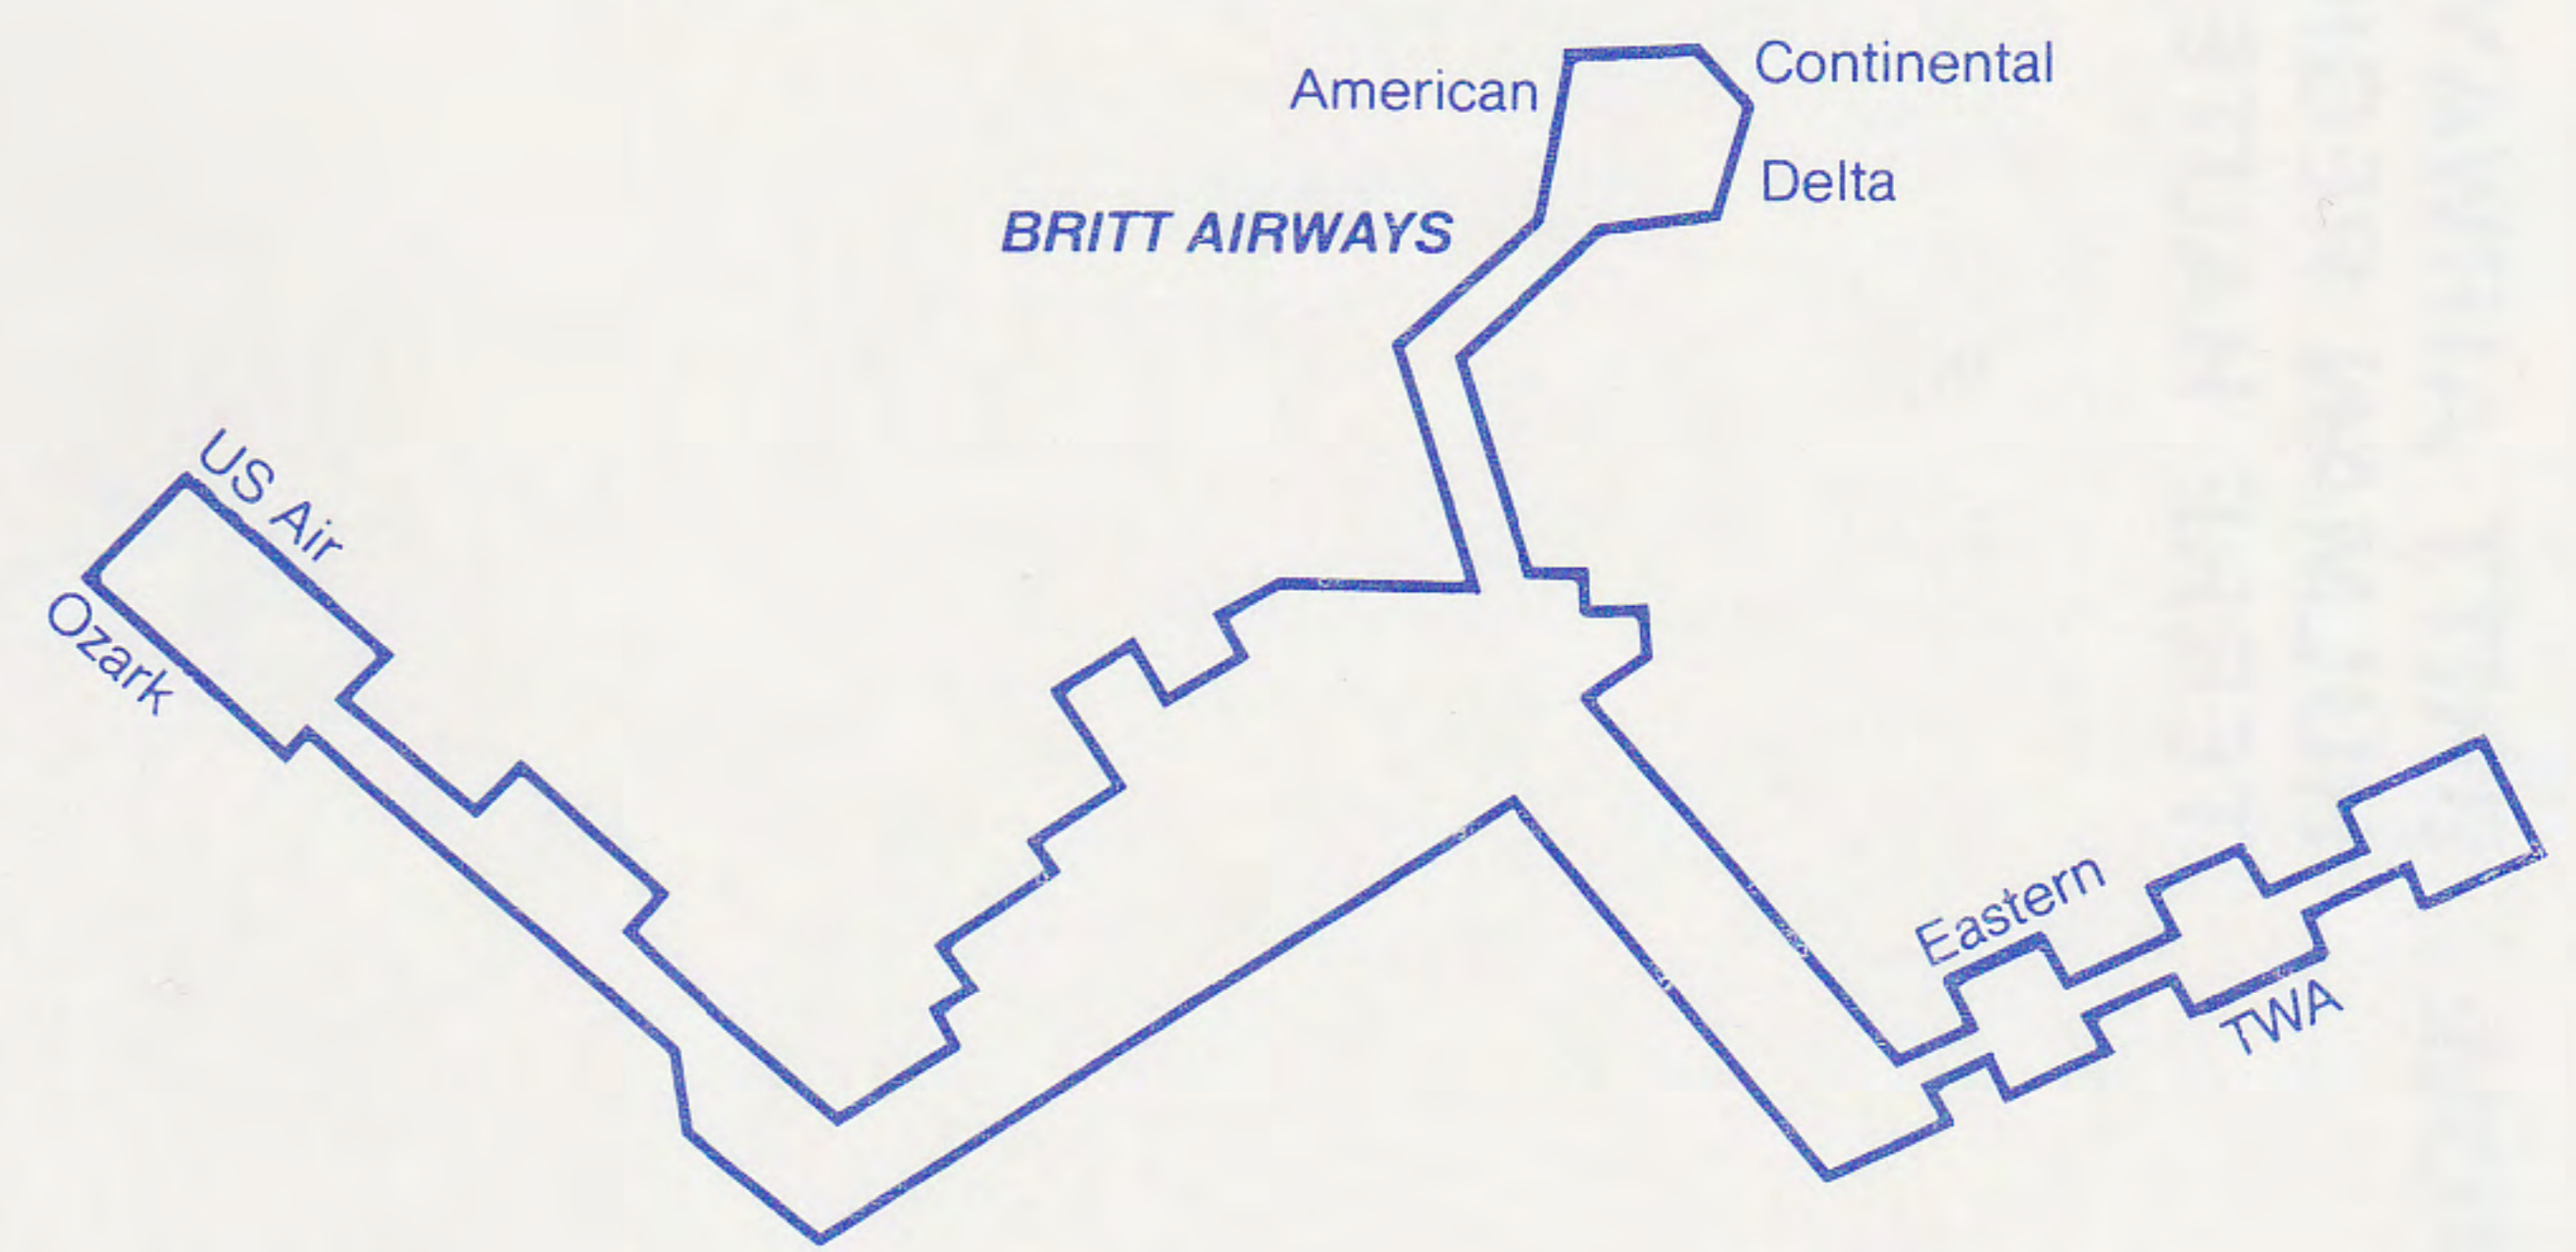 Continental
American
Delta
BRITT AIRWAYS
US Air
Ozark
Eastern
TWA